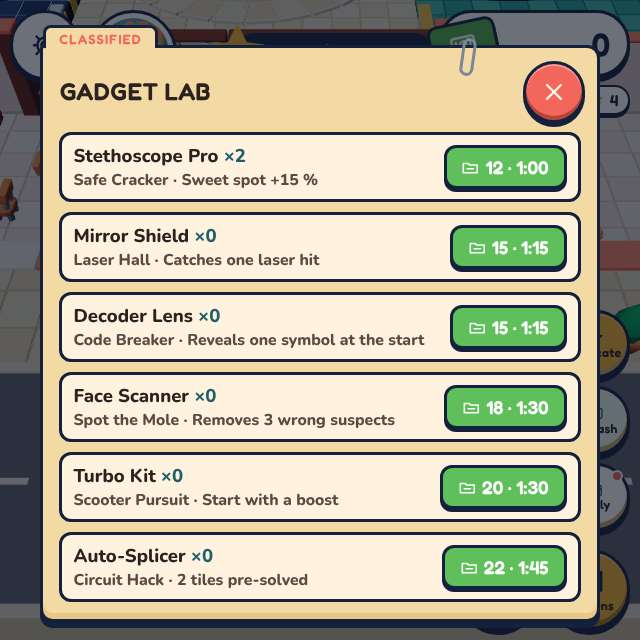 CLASSIFIED
0
GADGET LAB
4
Stethoscope Pro ×2
Safe Cracker · Sweet spot +15 %
12 · 1:00
Mirror Shield ×0
Laser Hall · Catches one laser hit
15 · 1:15
Decoder Lens ×0
Code Breaker · Reveals one symbol at the start
15 · 1:15
Face Scanner ×0
Spot the Mole · Removes 3 wrong suspects
18 · 1:30
Turbo Kit ×0
Scooter Pursuit · Start with a boost
20 · 1:30
Auto-Splicer ×0
Circuit Hack · 2 tiles pre-solved
22 · 1:45